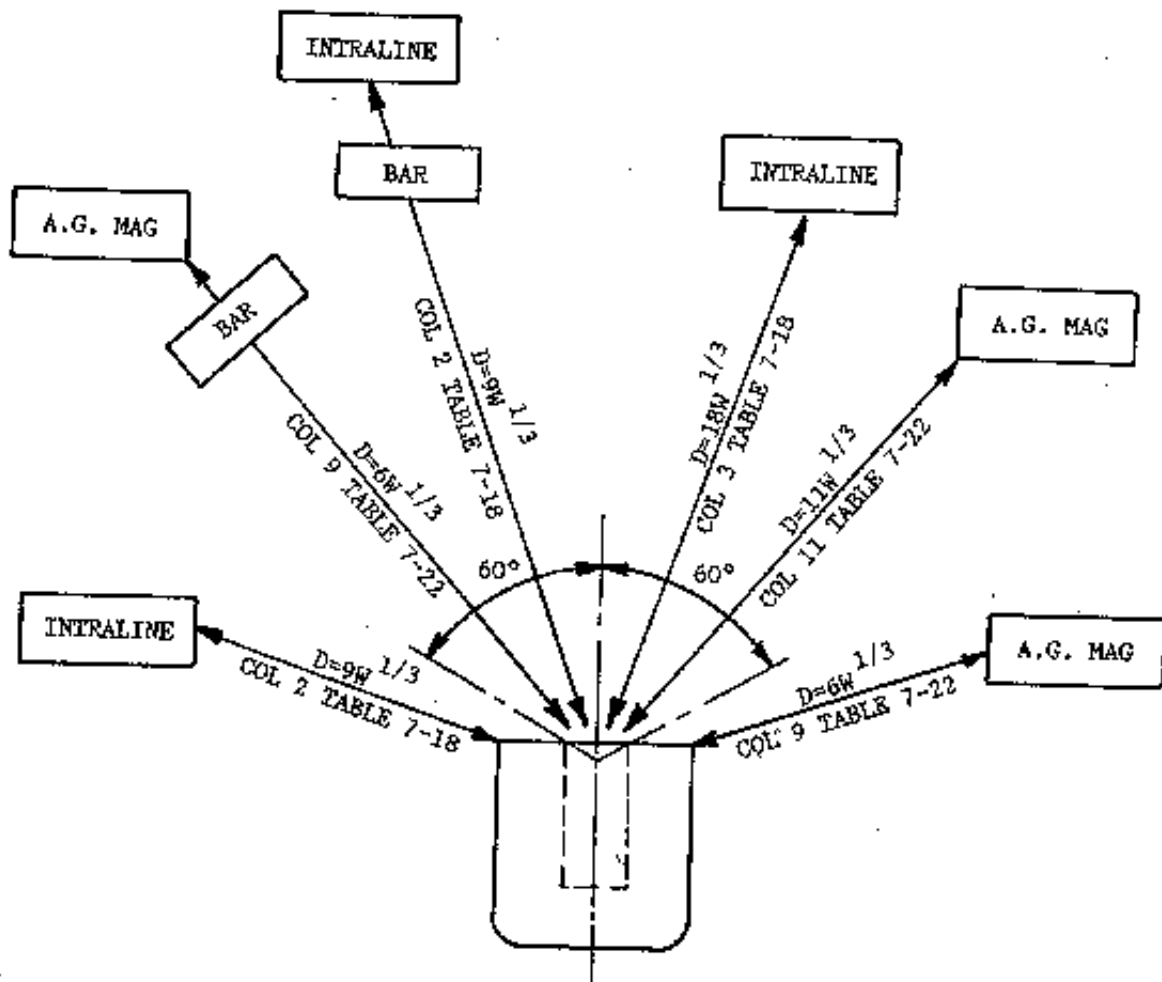 INTRALINE
BAR
INTRALINE
A.G. MAG
BAR
A.G. MAG
D=9W 1/3
COL 2 TABLE 7-18
D=18W 1/3
COL 3 TABLE 7-18
D=6W 1/3
COL 9 TABLE 7-22
D=11W 1/3
COL 11 TABLE 7-22
60°
60°
INTRALINE
D=9W 1/3
COL 2 TABLE 7-18
A.G. MAG
D=6W 1/3
COL 9 TABLE 7-22